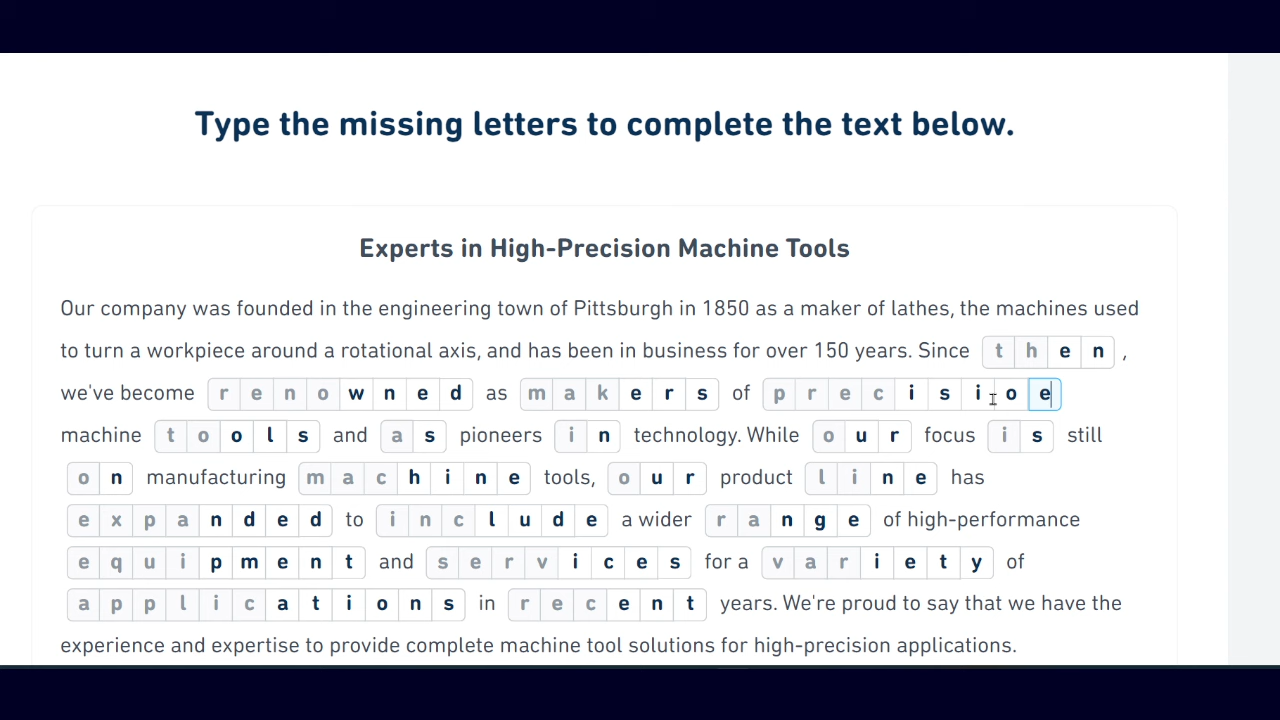 Type the missing letters to complete the text below.
Experts in High-Precision Machine Tools
Our company was founded in the engineering town of Pittsburgh in 1850 as a maker of lathes, the machines used
to turn a workpiece around a rotational axis, and has been in business for over 150 years. Since then,
we've become renowned as makers of precisioe
machine tools and as pioneers in technology. While our focus is still
on manufacturing machine tools, our product line has
expanded to include a wider range of high-performance
equipment and services for a variety of
applications in recent years. We're proud to say that we have the
experience and expertise to provide complete machine tool solutions for high-precision applications.